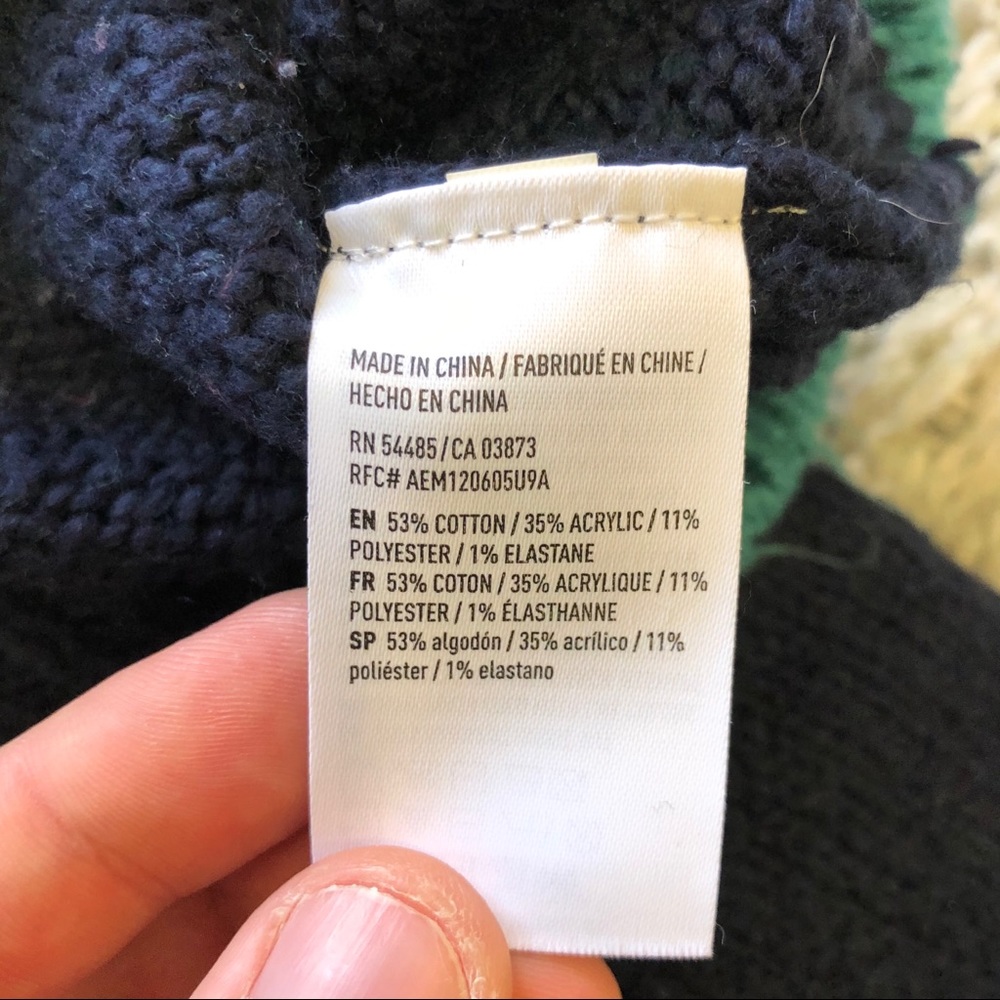 MADE IN CHINA / FABRIQUÉ EN CHINE /
HECHO EN CHINA
RN 54485/CA 03873
RFC# AEM120605U9A
EN 53% COTTON / 35% ACRYLIC / 11%
POLYESTER / 1% ELASTANE
FR 53% COTON / 35% ACRYLIQUE / 11%
POLYESTER / 1% ÉLASTHANNE
SP 53% algodón / 35% acrílico / 11%
poliéster / 1% elastano